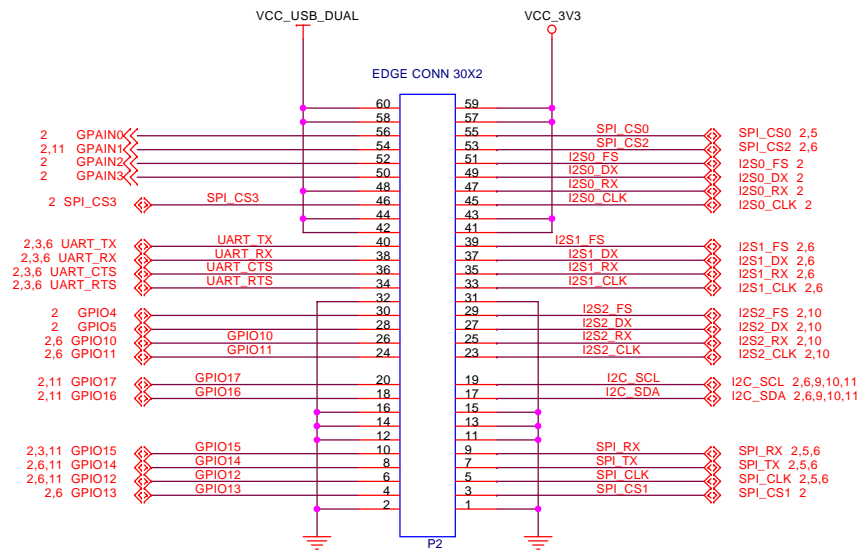 VCC_USB_DUAL VCC_3V3
EDGE CONN 30X2
60 59
58 57
2 GPAIN0 56 55 SPI_CS0 SPI_CS0 2,5
2,11 GPAIN1 54 53 SPI_CS2 SPI_CS2 2,6
2 GPAIN2 52 51 I2S0_FS I2S0_FS 2
2 GPAIN3 50 49 I2S0_DX I2S0_DX 2
48 47 I2S0_RX I2S0_RX 2
2 SPI_CS3 SPI_CS3 46 45 I2S0_CLK I2S0_CLK 2
44 43
42 41
2,3,6 UART_TX UART_TX 40 39 I2S1_FS I2S1_FS 2,6
2,3,6 UART_RX UART_RX 38 37 I2S1_DX I2S1_DX 2,6
2,3,6 UART_CTS UART_CTS 36 35 I2S1_RX I2S1_RX 2,6
2,3,6 UART_RTS UART_RTS 34 33 I2S1_CLK I2S1_CLK 2,6
32 31
2 GPIO4 30 29 I2S2_FS I2S2_FS 2,10
2 GPIO5 28 27 I2S2_DX I2S2_DX 2,10
2,6 GPIO10 GPIO10 26 25 I2S2_RX I2S2_RX 2,10
2,6 GPIO11 GPIO11 24 23 I2S2_CLK I2S2_CLK 2,10
2,11 GPIO17 GPIO17 20 19 I2C_SCL I2C_SCL 2,6,9,10,11
2,11 GPIO16 GPIO16 18 17 I2C_SDA I2C_SDA 2,6,9,10,11
16 15
14 13
12 11
2,3,11 GPIO15 GPIO15 10 9 SPI_RX SPI_RX 2,5,6
2,6,11 GPIO14 GPIO14 8 7 SPI_TX SPI_TX 2,5,6
2,6,11 GPIO12 GPIO12 6 5 SPI_CLK SPI_CLK 2,5,6
2,6 GPIO13 GPIO13 4 3 SPI_CS1 SPI_CS1 2
2 1
P2